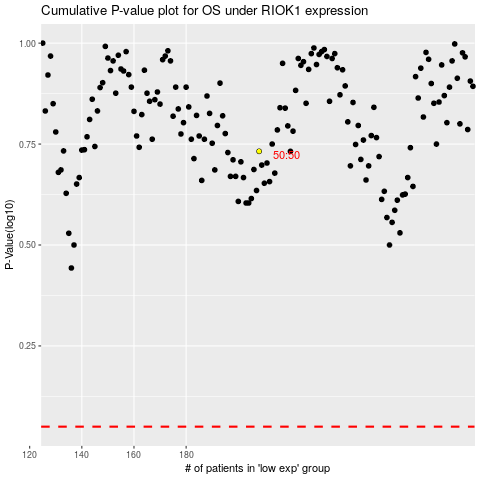 Cumulative P-value plot for OS under RIOK1 expression
1.00
0.75
50:50
0.50
0.25
P-Value(log10)
120 140 160 180
# of patients in 'low exp' group